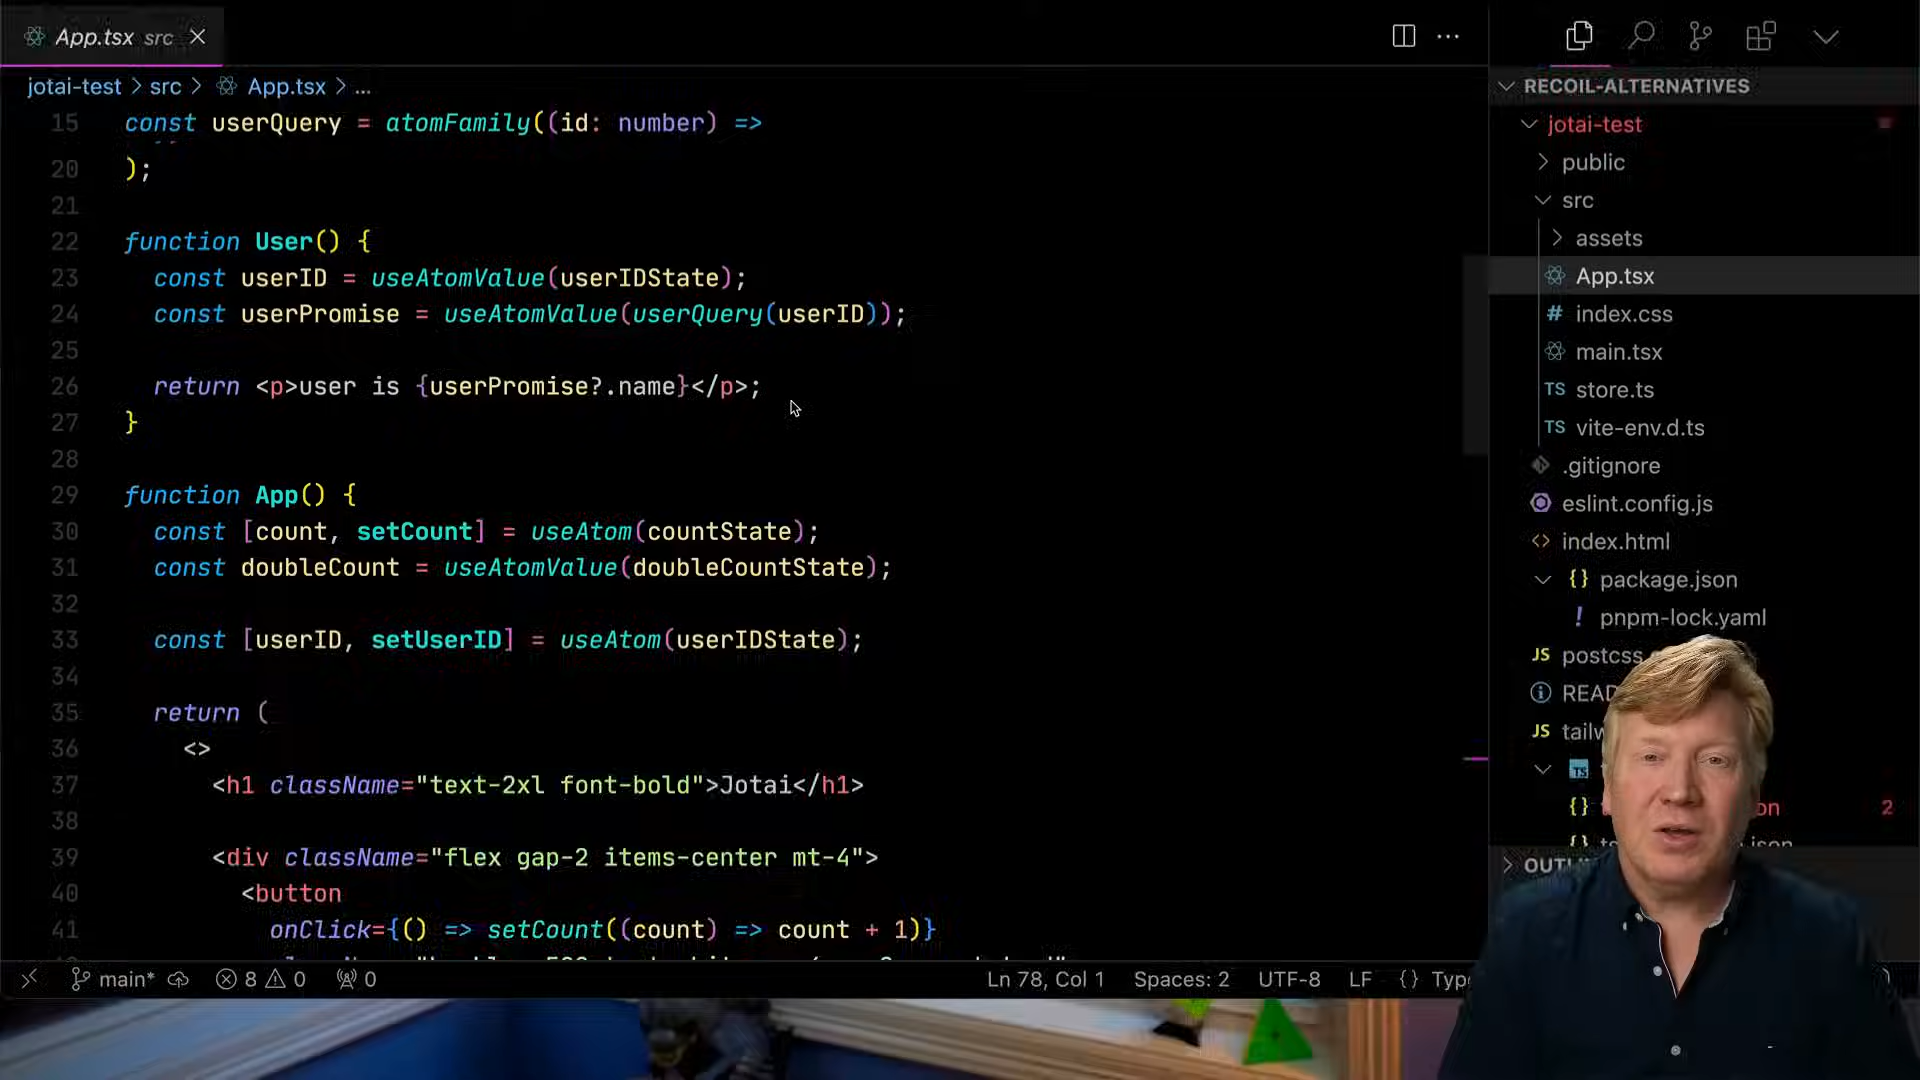 App.tsx src
jotai-test > src > App.tsx > ...
15 const userQuery = atomFamily((id: number) =>
20 );
21
22 function User() {
23 const userID = useAtomValue(userIDState);
24 const userPromise = useAtomValue(userQuery(userID));
25
26 return <p>user is {userPromise?.name}</p>;
27 }
28
29 function App() {
30 const [count, setCount] = useAtom(countState);
31 const doubleCount = useAtomValue(doubleCountState);
32
33 const [userID, setUserID] = useAtom(userIDState);
34
35 return (
36 <>
37 <h1 className="text-2xl font-bold">Jotai</h1>
38
39 <div className="flex gap-2 items-center mt-4">
40 <button
41 onClick={() => setCount((count) => count + 1)}
main* 8 0 0
Ln 78, Col 1 Spaces: 2 UTF-8 LF {}
RECOIL-ALTERNATIVES
jotai-test
public
src
assets
App.tsx
# index.css
main.tsx
TS store.ts
TS vite-env.d.ts
.gitignore
eslint.config.js
<> index.html
{} package.json
! pnpm-lock.yaml
JS
JS
TS
{} 2